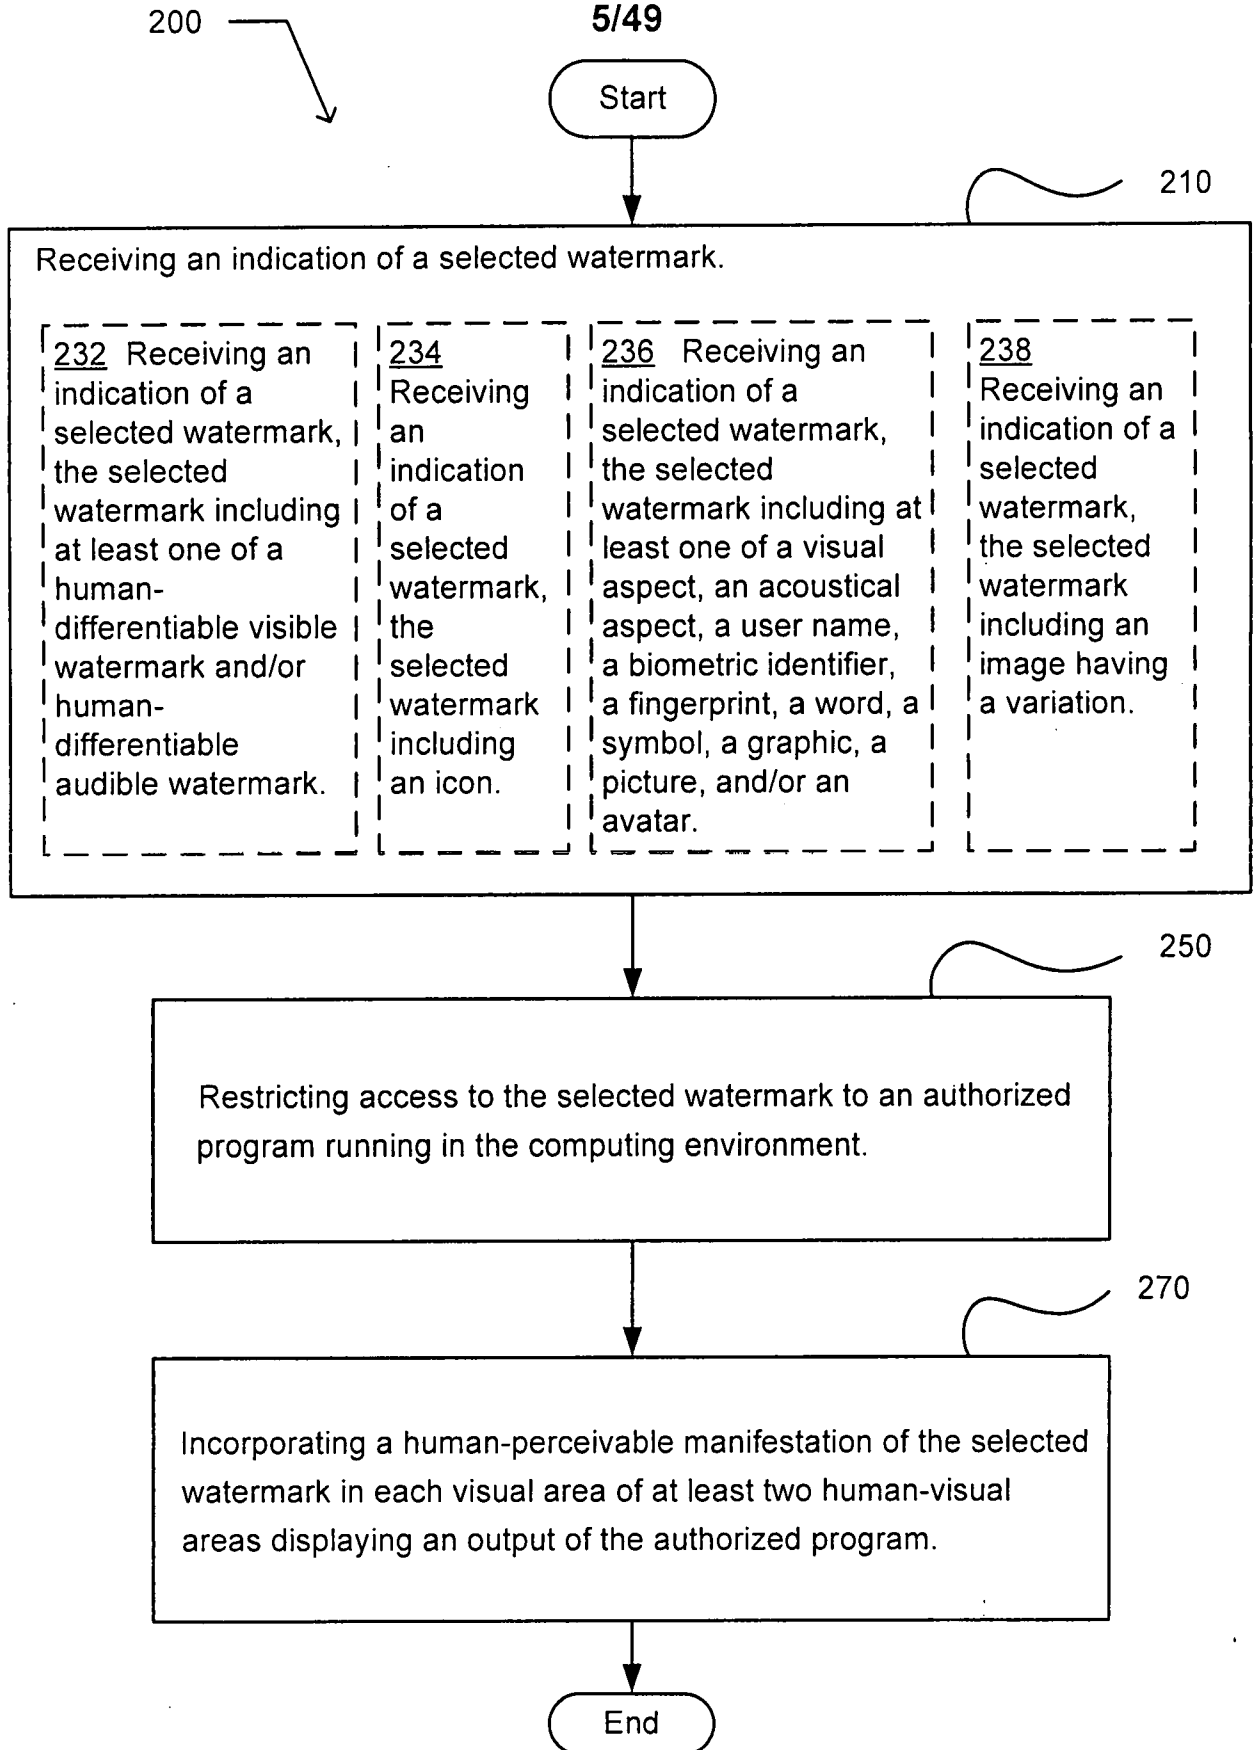 200
5/49
Start
210
Receiving an indication of a selected watermark.
232 Receiving an
indication of a
selected watermark,
the selected
watermark including
at least one of a
human-
differentiable visible
watermark and/or
human-
differentiable
audible watermark.
234
Receiving
an
indication
of a
selected
watermark,
the
selected
watermark
including
an icon.
236 Receiving an
indication of a
selected watermark,
the selected
watermark including at
least one of a visual
aspect, an acoustical
aspect, a user name,
a biometric identifier,
a fingerprint, a word, a
symbol, a graphic, a
picture, and/or an
avatar.
238
Receiving an
indication of a
selected
watermark,
the selected
watermark
including an
image having
a variation.
250
Restricting access to the selected watermark to an authorized
program running in the computing environment.
270
Incorporating a human-perceivable manifestation of the selected
watermark in each visual area of at least two human-visual
areas displaying an output of the authorized program.
End